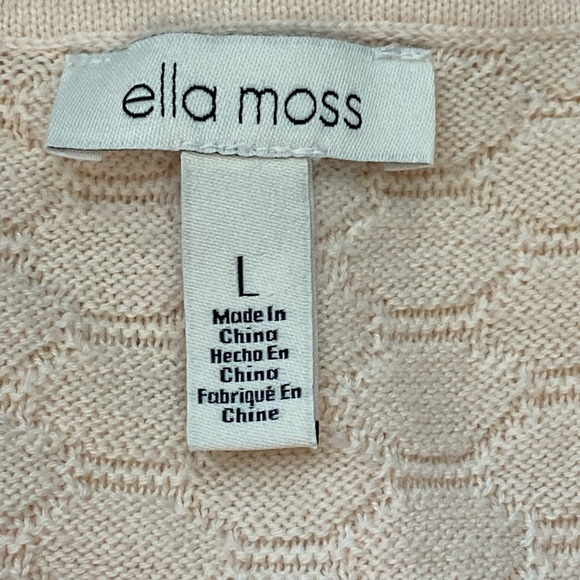 ella moss
L
Made In
China
Hecho En
China
Fabriqué En
Chine